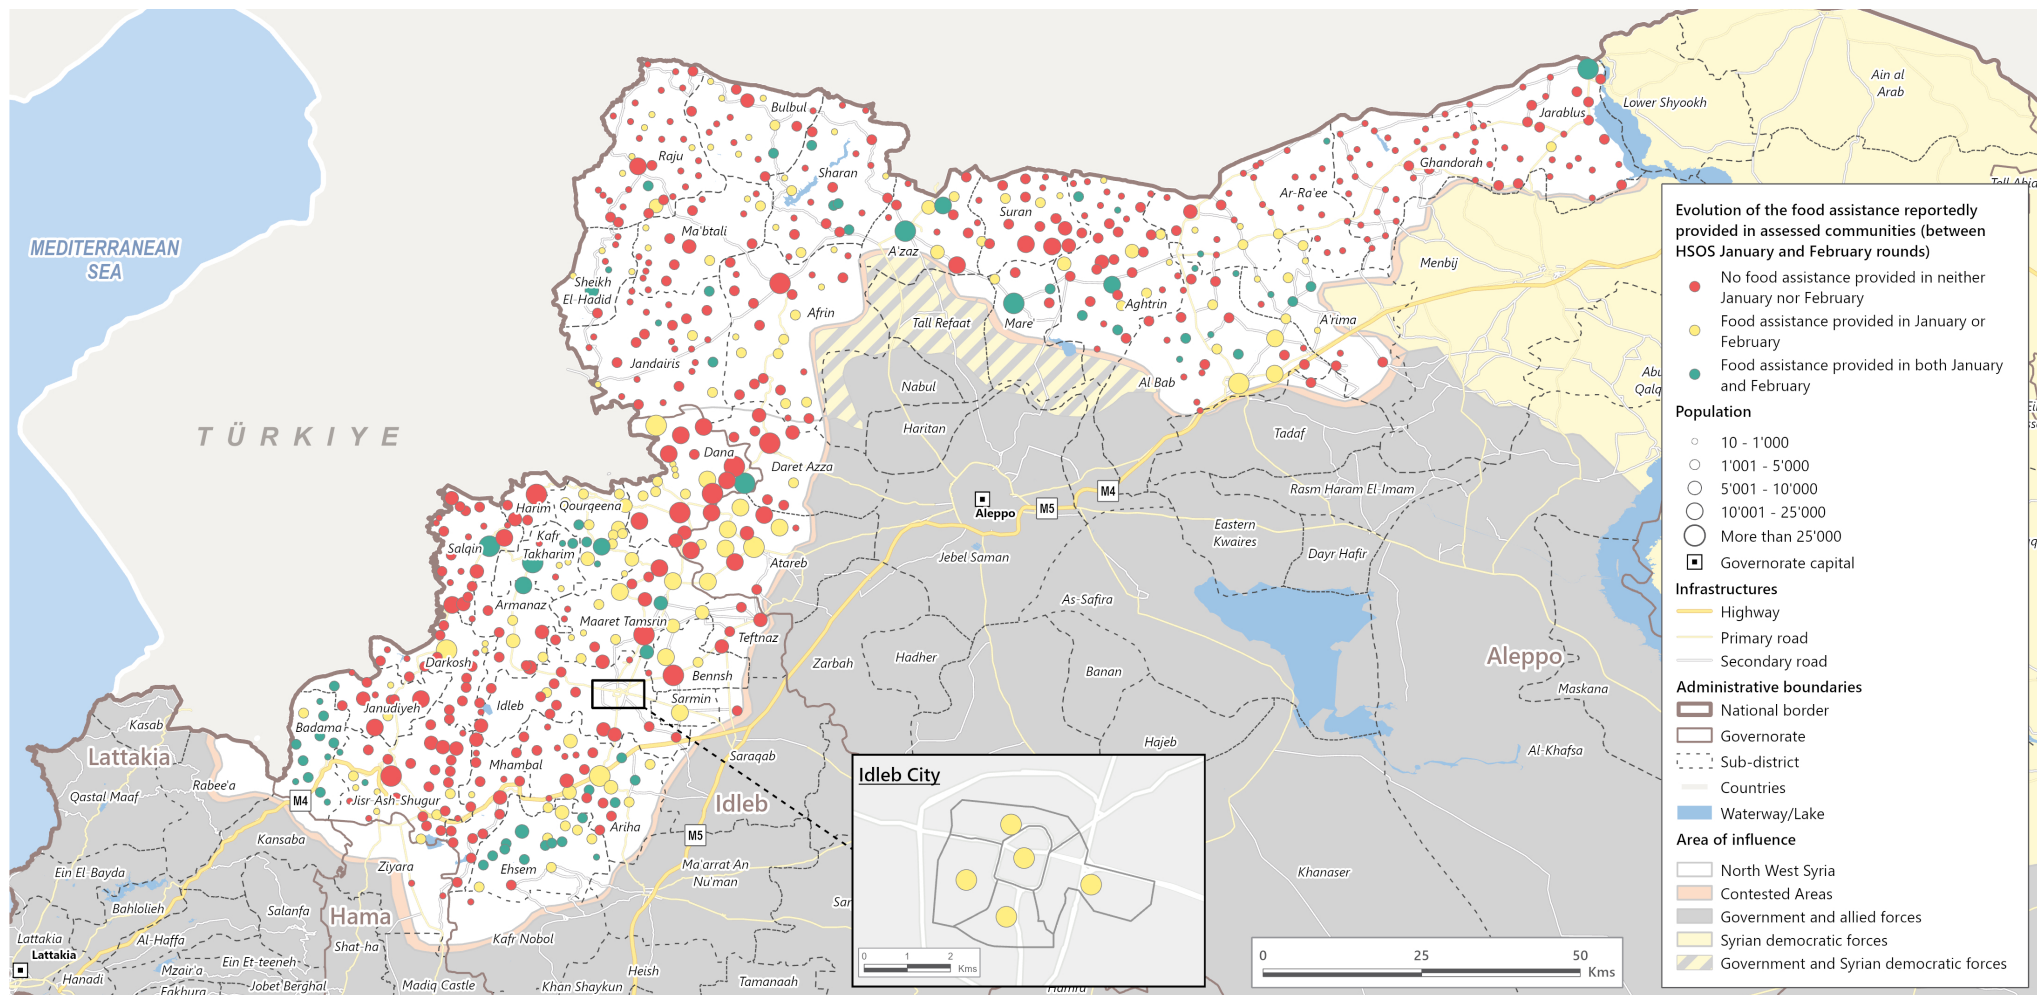 Ain al
Arab
Lower Shyookh
Bulbul
Jarablus
Raju
Sharan
Ghandorah
Ar-Ra'ee
Suran
Ma'btali
A'zaz
MEDITERRANEAN
SEA
Menbij
Sheikh
El-Hadid
Afrin
Aghtrin
A'rima
Tall Refaat
Mare
Jandairis
Nabul
Al Bab
TÜRKIYE
Haritan
Tadaf
Dana
Daret Azza
Rasm Haram El-Imam
M4
M5
Aleppo
Harim
Qourqeena
Eastern
Kwaires
Kafr
Takharim
Salqin
Jebel Saman
Dayr Hafir
Atareb
As-Safira
Armanaz
Maaret Tamsrin
Teftnaz
Aleppo
Darkosh
Zarbah
Hadher
Banan
Bennsh
Maskana
Sarmin
Idleb
Janudiyeh
Badama
Kasab
Lattakia
Hajeb
Al-Khafsa
Saraqab
Mhambal
Rabee'a
Qastal Maaf
M4
Jisr-Ash-Shugur
Idleb
Ariha
M5
Kansaba
Ziyara
Ehsem
Ma'arrat An
Nu'man
Khanaser
Ein El-Bayda
Bahlolieh
Salanfa
Hama
Sar
Lattakia
Al-Haffa
Shat-ha
Kafr Nobol
Lattakia
Ein Et-teeneh
Mzair'a
Heish
Hanadi
Jobet Berghal
Madiq Castle
Khan Shaykun
Tamanaah
Fakhura
Hamra
Idleb City
0 1 2
Kms
0 25 50
Kms
Evolution of the food assistance reportedly
provided in assessed communities (between
HSOS January and February rounds)
No food assistance provided in neither
January nor February
Food assistance provided in January or
February
Food assistance provided in both January
and February
Population
10 - 1'000
1'001 - 5'000
5'001 - 10'000
10'001 - 25'000
More than 25'000
Governorate capital
Infrastructures
Highway
Primary road
Secondary road
Administrative boundaries
National border
Governorate
Sub-district
Countries
Waterway/Lake
Area of influence
North West Syria
Contested Areas
Government and allied forces
Syrian democratic forces
Government and Syrian democratic forces